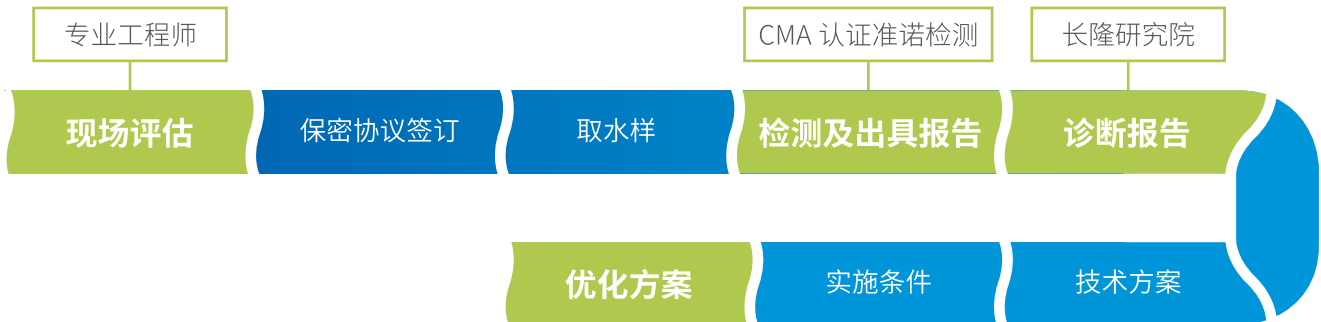 专业工程师
CMA 认证准诺检测
长隆研究院
现场评估
保密协议签订
取水样
检测及出具报告
诊断报告
技术方案
实施条件
优化方案